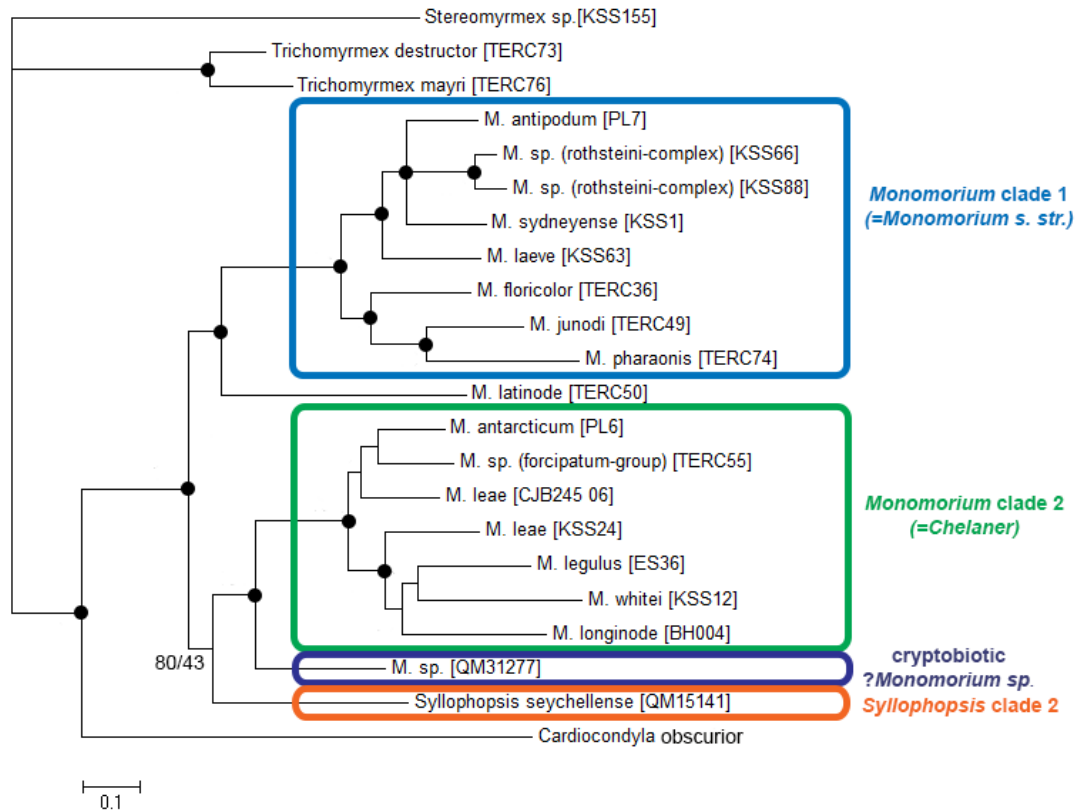 Stereomyrmex sp.[KSS155]
Trichomyrmex destructor [TERC73]
Trichomyrmex mayri [TERC76]
M. antipodum [PL7]
M. sp. (rothsteini-complex) [KSS66]
M. sp. (rothsteini-complex) [KSS88]
M. sydneyense [KSS1]
M. laeve [KSS63]
M. floricolor [TERC36]
M. junodi [TERC49]
M. pharaonis [TERC74]
Monomorium clade 1
(=Monomorium s. str.)
M. latinode [TERC50]
M. antarcticum [PL6]
M. sp. (forcipatum-group) [TERC55]
M. leae [CJB245 06]
M. leae [KSS24]
M. legulus [ES36]
M. whitei [KSS12]
M. longinode [BH004]
Monomorium clade 2
(=Chelaner)
80/43
M. sp. [QM31277]
cryptobiotic
?Monomorium sp.
Syllophopsis seychellense [QM15141]
Syllophopsis clade 2
Cardiocondyla obscurior
0.1